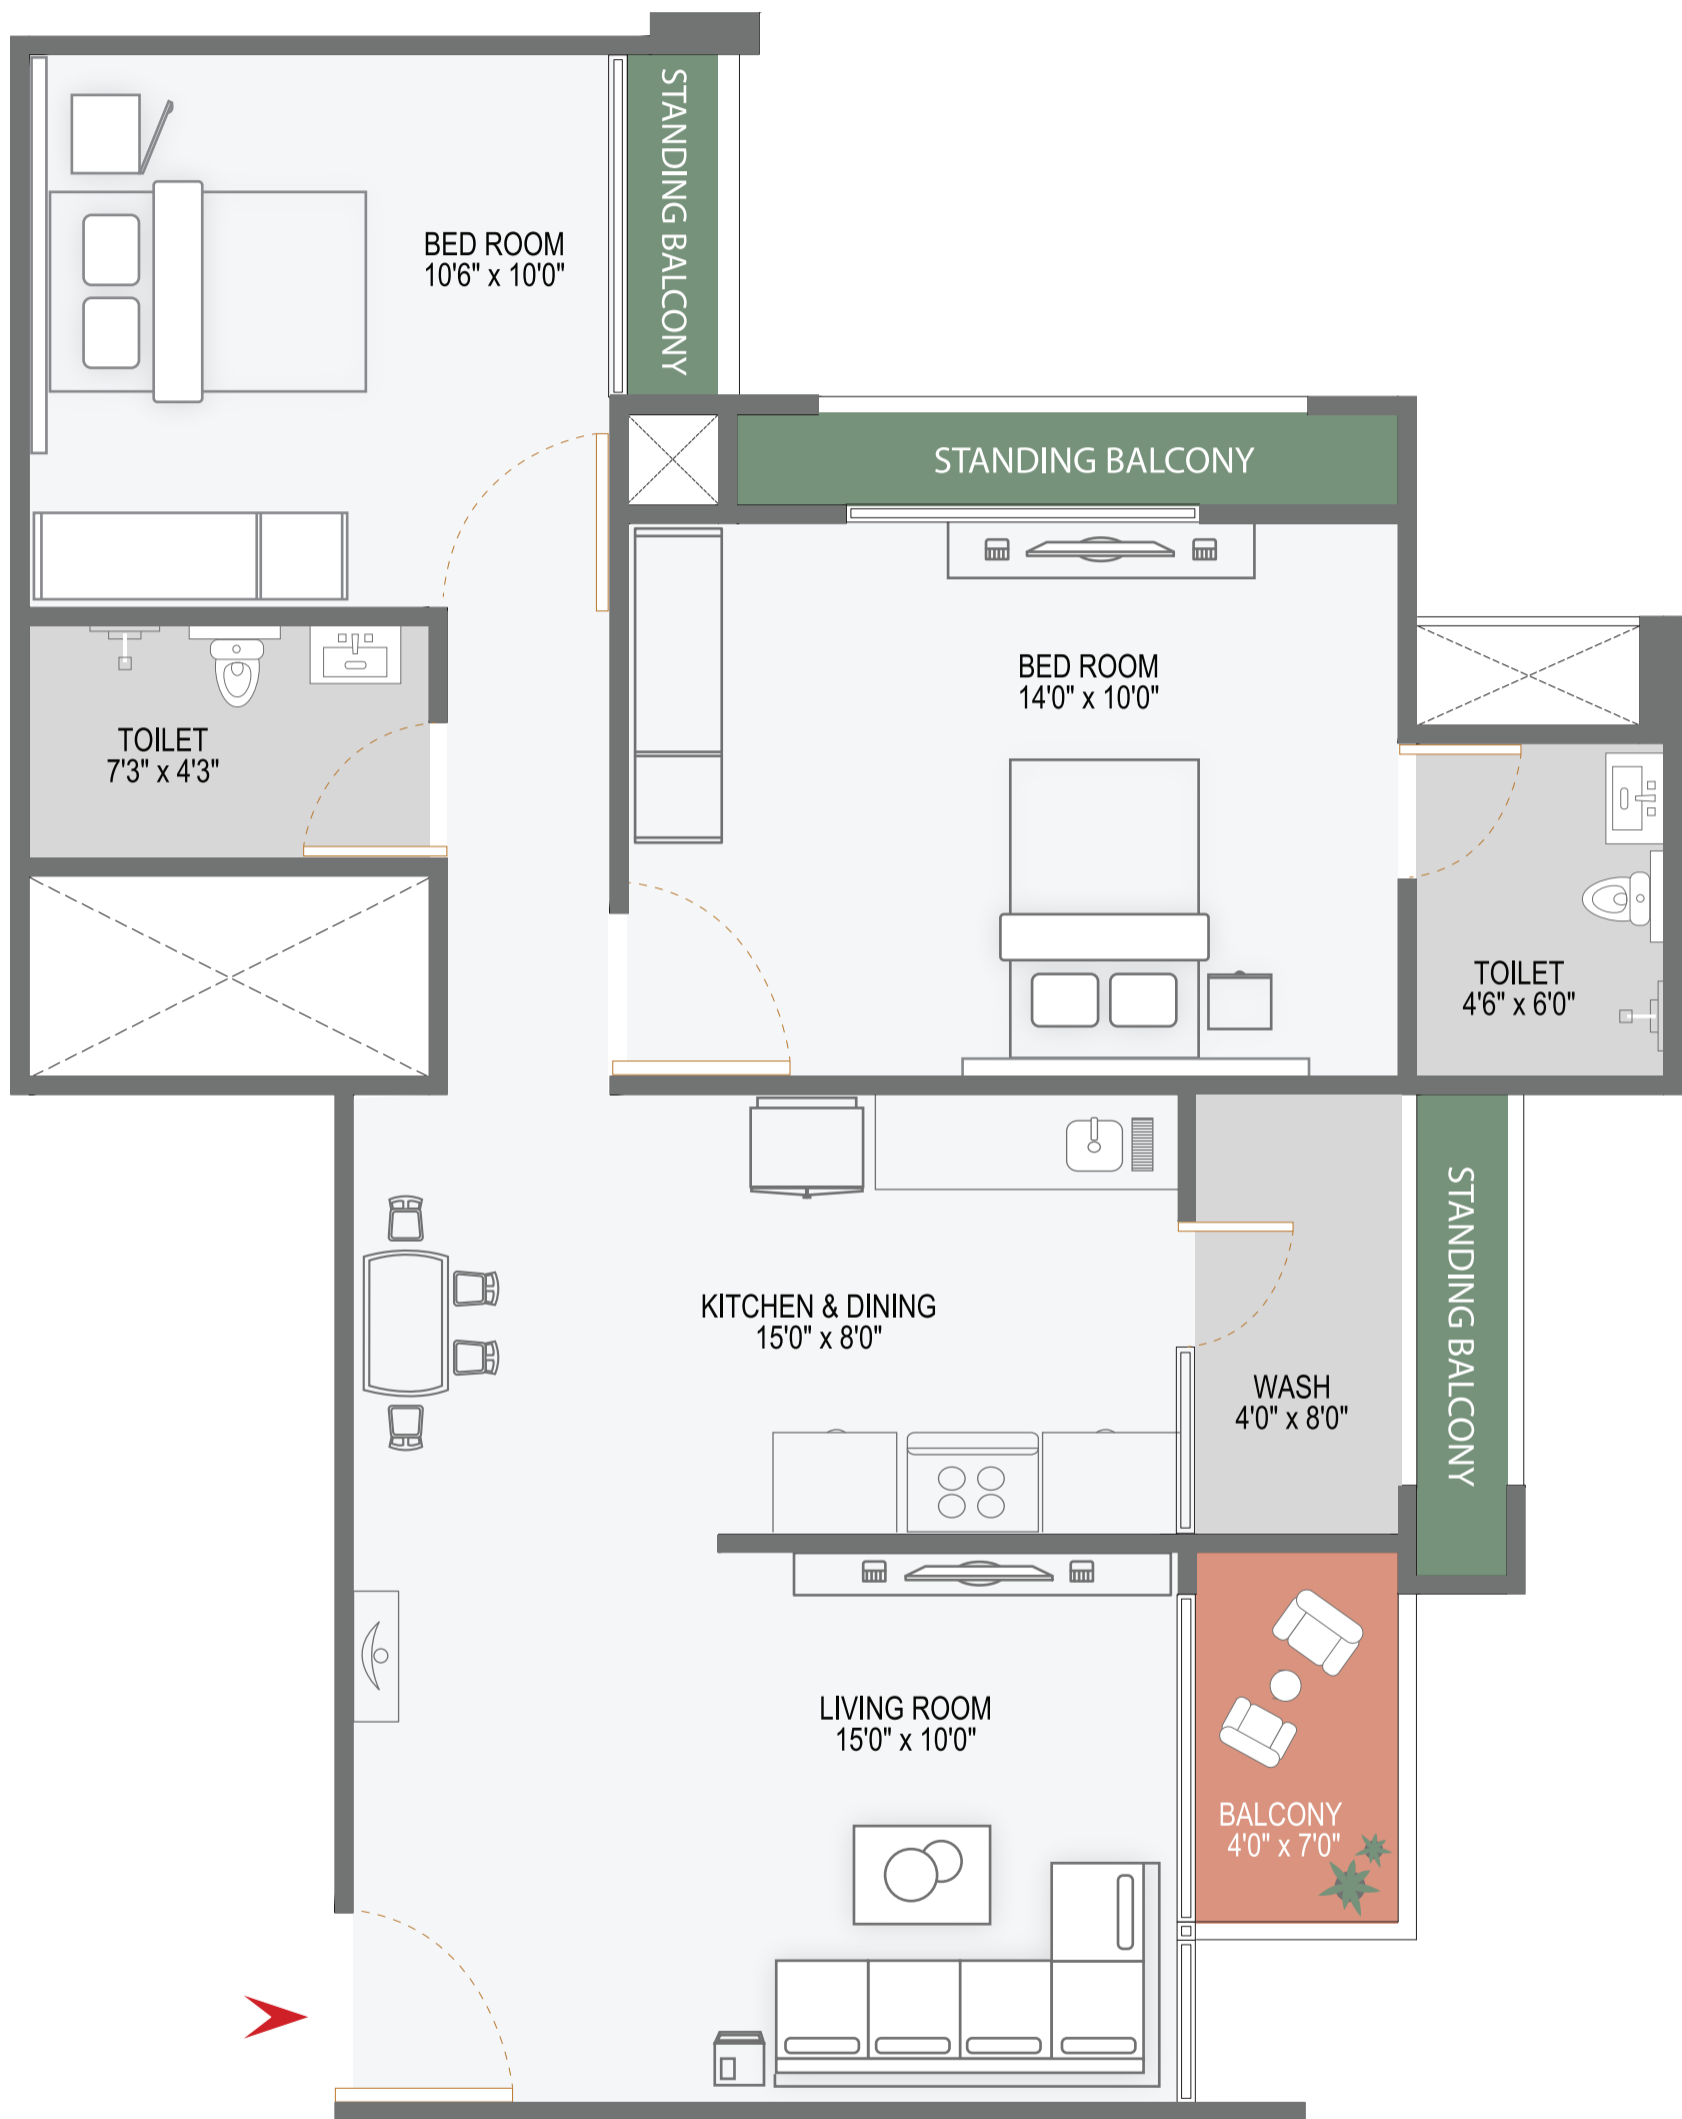 STANDING BALCONY
BED ROOM
10'6" x 10'0"
STANDING BALCONY
BED ROOM
14'0" x 10'0"
TOILET
7'3" x 4'3"
TOILET
4'6" x 6'0"
STANDING BALCONY
KITCHEN & DINING
15'0" x 8'0"
WASH
4'0" x 8'0"
LIVING ROOM
15'0" x 10'0"
BALCONY
4'0" x 7'0"